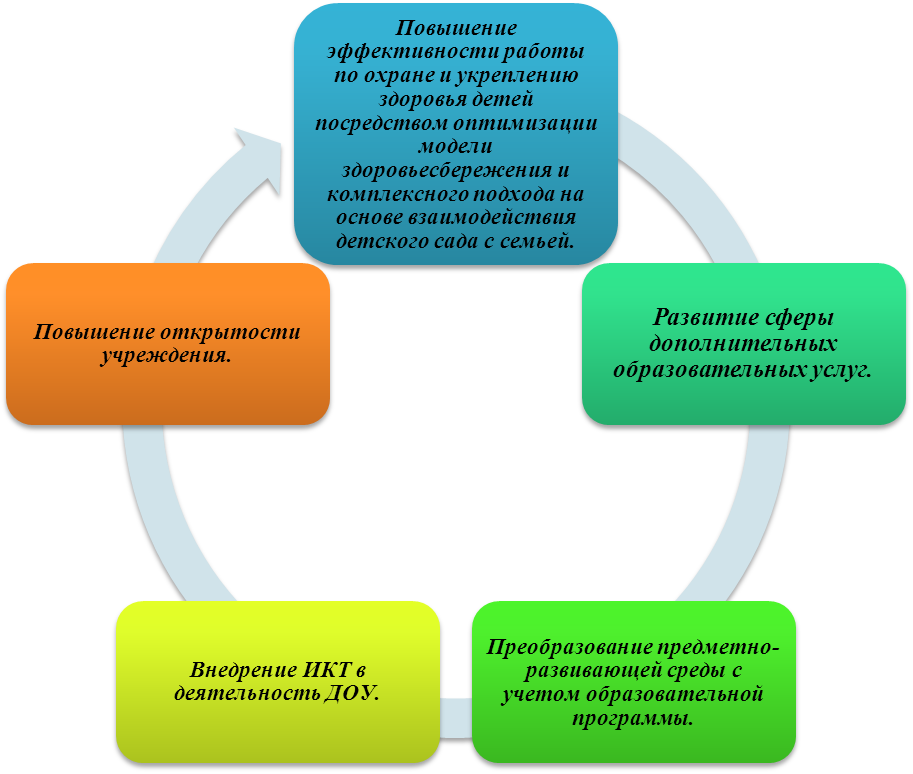 Повышение
эффективности работы
по охране и укреплению
здоровья детей
посредством оптимизации
модели
здоровьесбережения и
комплексного подхода на
основе взаимодействия
детского сада с семьей.
Развитие сферы
дополнительных
образовательных услуг.
Преобразование предметно-
развивающей среды с
учетом образовательной
программы.
Внедрение ИКТ в
деятельность ДОУ.
Повышение открытости
учреждения.